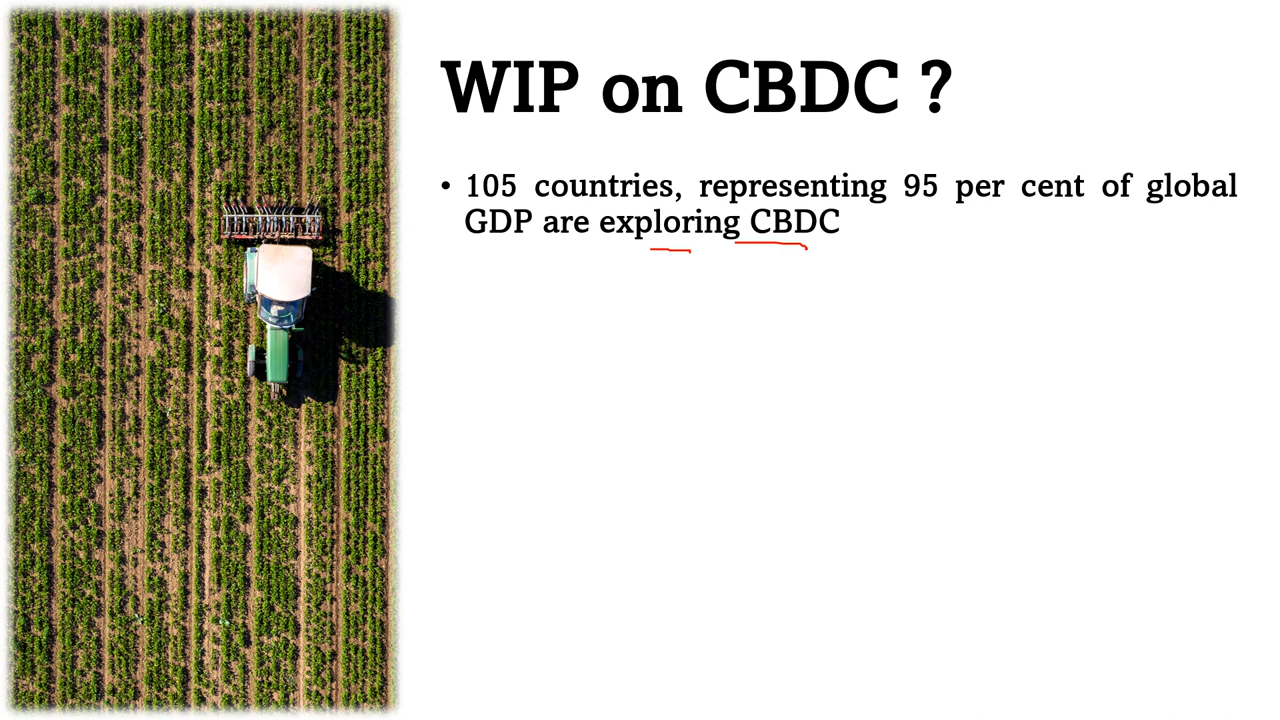 WIP on CBDC ?
• 105 countries, representing 95 per cent of global
GDP are exploring CBDC